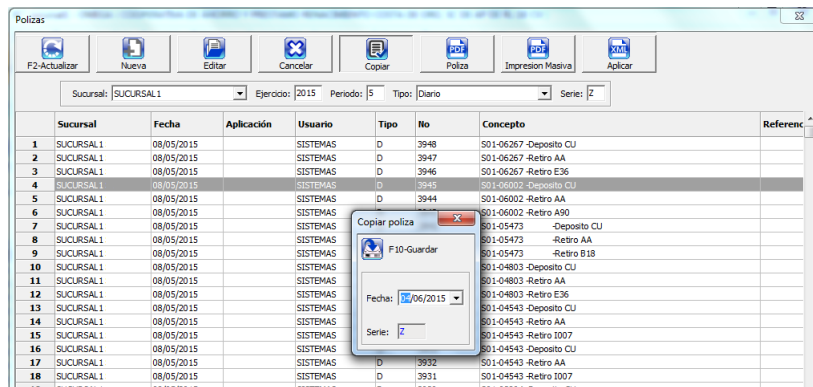 Polizas
F2-Actualizar Nueva Editar Cancelar Copiar Poliza Impresion Masiva Aplicar
PDF PDF XML
Sucursal: SUCURSAL1 Ejercicio: 2015 Periodo: 5 Tipo: Diario Serie: Z
Sucursal Fecha Aplicación Usuario Tipo No Concepto Referenc
1 SUCURSAL1 08/05/2015 SISTEMAS D 3948 S01-06267 -Deposito CU
2 SUCURSAL1 08/05/2015 SISTEMAS D 3947 S01-06267 -Retiro AA
3 SUCURSAL1 08/05/2015 SISTEMAS D 3946 S01-06267 -Retiro E36
4 SUCURSAL1 08/05/2015 SISTEMAS D 3945 S01-06002 -Deposito CU
5 SUCURSAL1 08/05/2015 SISTEMAS D 3944 S01-06002 -Retiro AA
6 SUCURSAL1 08/05/2015 SISTEMAS S01-06002 -Retiro A90
7 SUCURSAL1 08/05/2015 SISTEMAS S01-05473 -Deposito CU
8 SUCURSAL1 08/05/2015 SISTEMAS S01-05473 -Retiro AA
9 SUCURSAL1 08/05/2015 SISTEMAS S01-05473 -Retiro B18
10 SUCURSAL1 08/05/2015 SISTEMAS S01-04803 -Deposito CU
11 SUCURSAL1 08/05/2015 SISTEMAS S01-04803 -Retiro AA
12 SUCURSAL1 08/05/2015 SISTEMAS S01-04803 -Retiro E36
13 SUCURSAL1 08/05/2015 SISTEMAS S01-04543 -Deposito CU
14 SUCURSAL1 08/05/2015 SISTEMAS S01-04543 -Retiro AA
15 SUCURSAL1 08/05/2015 SISTEMAS S01-04543 -Retiro I007
16 SUCURSAL1 08/05/2015 SISTEMAS S01-04543 -Deposito CU
17 SUCURSAL1 08/05/2015 SISTEMAS D 3932 S01-04543 -Retiro AA
18 SUCURSAL1 08/05/2015 SISTEMAS D 3931 S01-04543 -Retiro I007
Copiar poliza
F10-Guardar
Fecha: 04/06/2015
Serie: Z